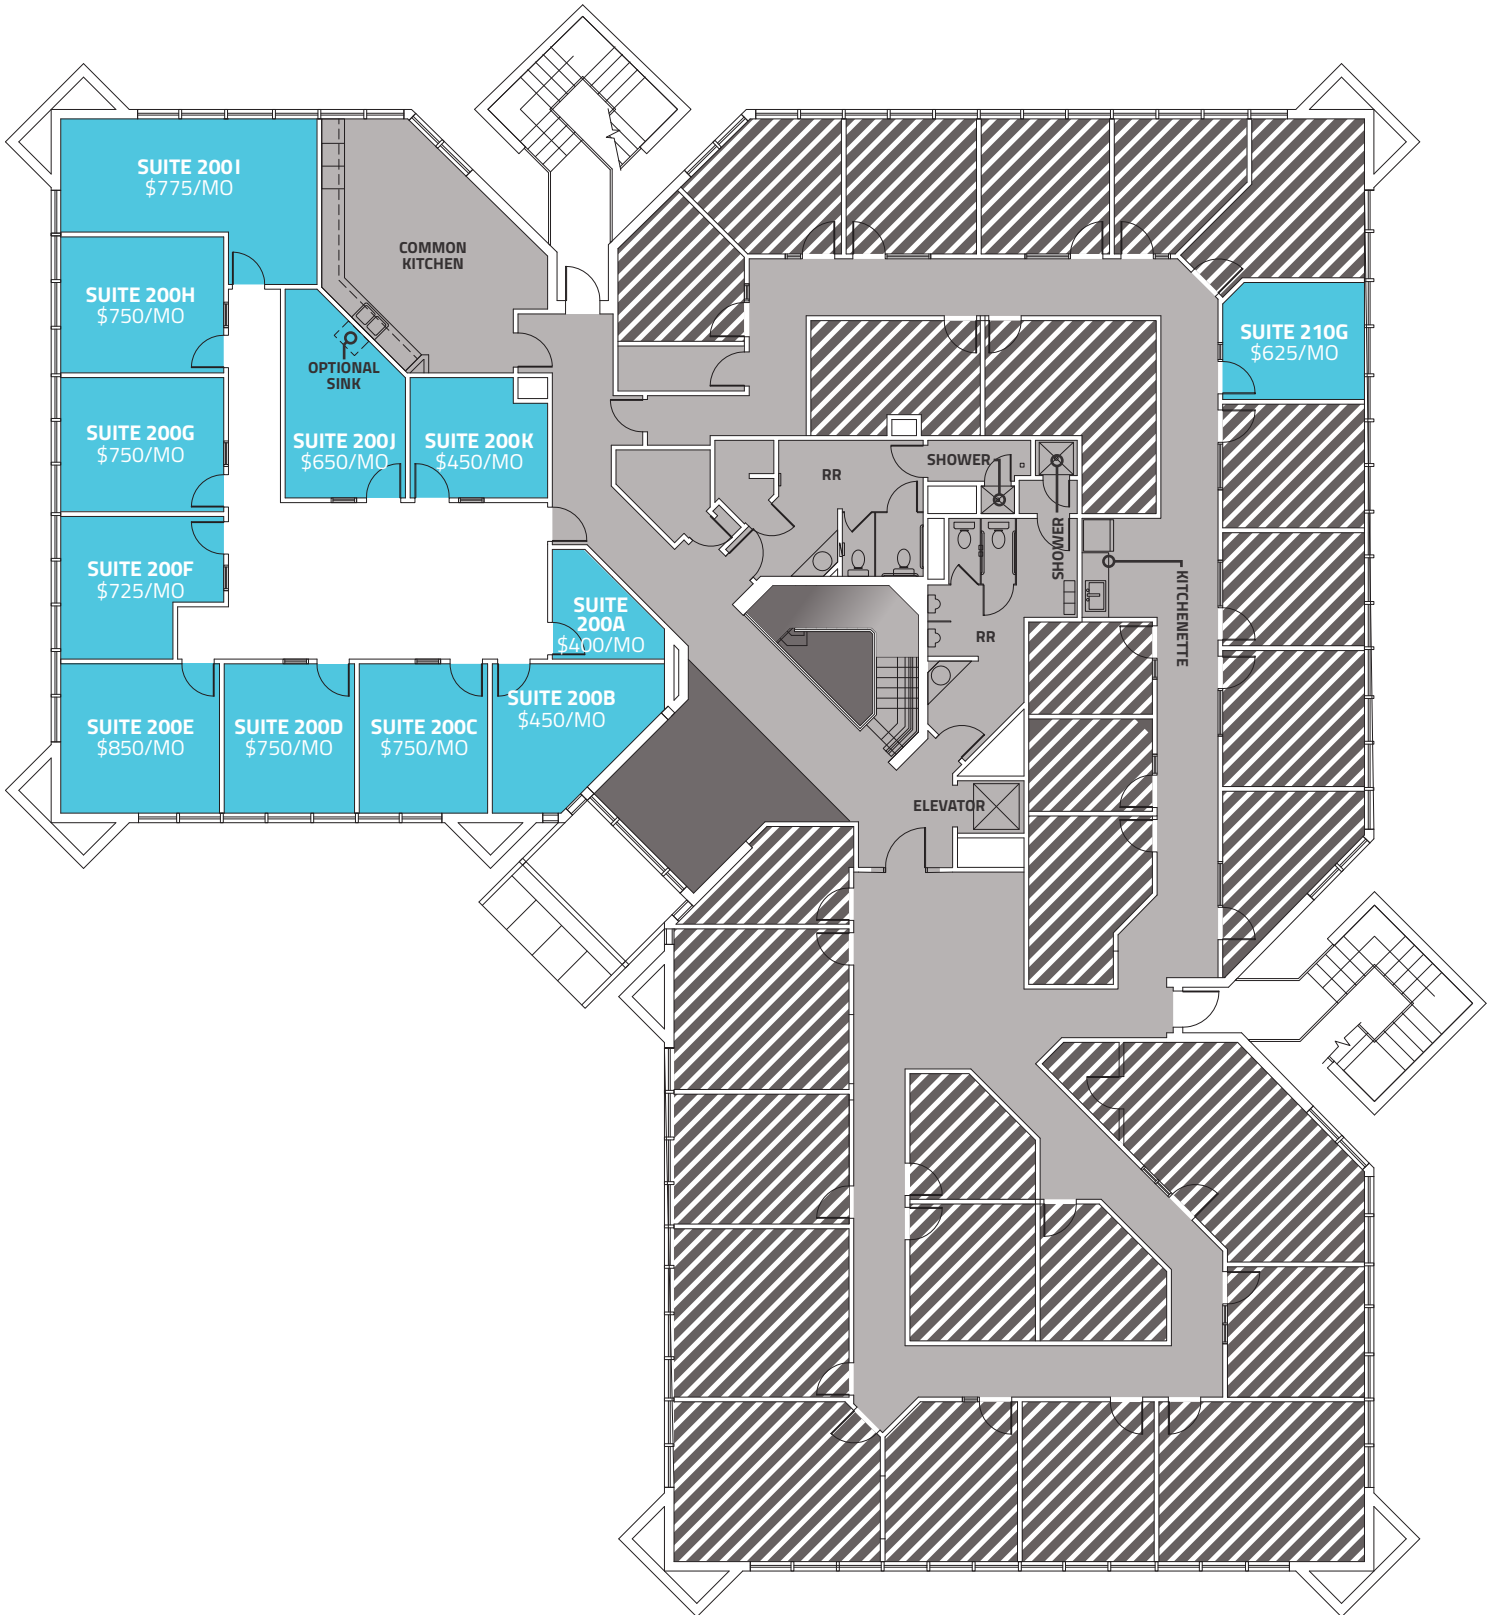 SUITE 200I
$775/MO
COMMON
KITCHEN
SUITE 200H
$750/MO
SUITE 210G
$625/MO
OPTIONAL
SINK
SUITE 200G
$750/MO
SUITE 200J
$650/MO
SUITE 200K
$450/MO
RR
SHOWER
SHOWER
KITCHENETTE
SUITE 200F
$725/MO
SUITE
200A
$400/MO
RR
SUITE 200E
$850/MO
SUITE 200D
$750/MO
SUITE 200C
$750/MO
SUITE 200B
$450/MO
ELEVATOR